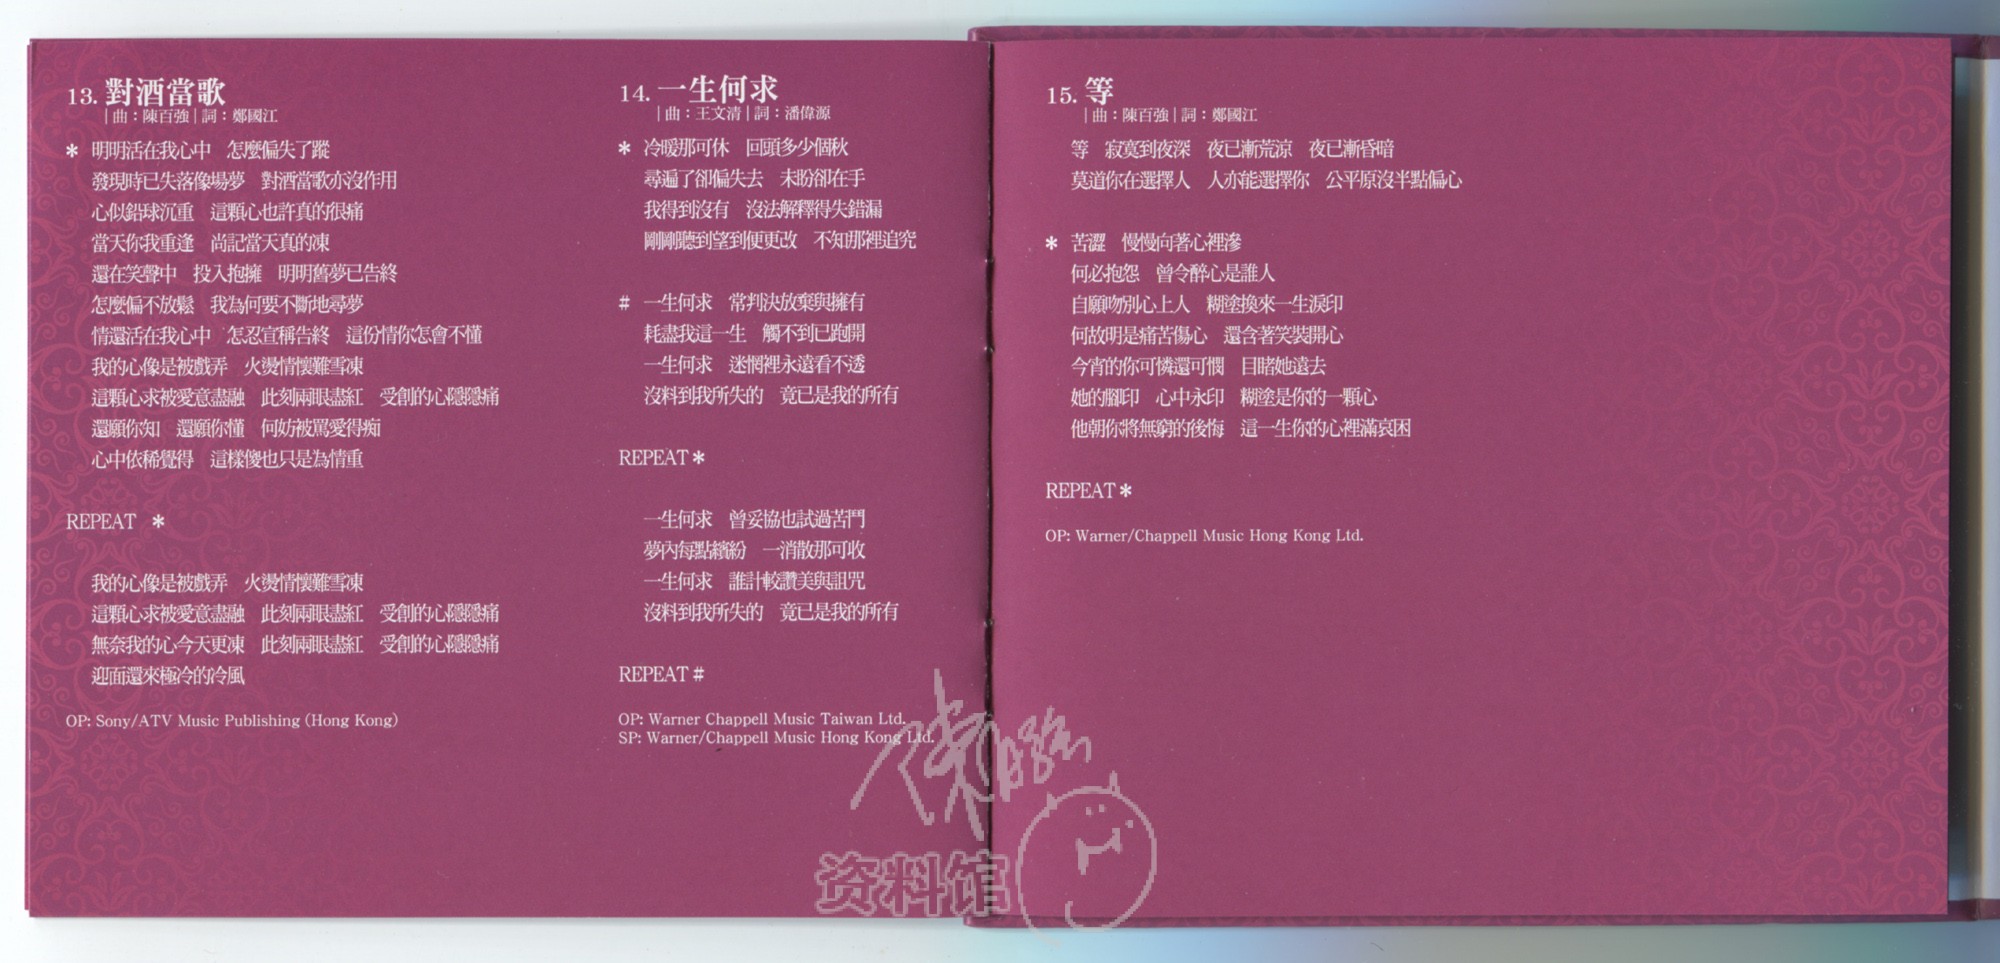 13. 對酒當歌
|曲：陳百強|詞：鄭國江
* 明明活在我心中　怎麼偏失了蹤
發現時已失落像場夢　對酒當歌亦沒作用
心似鉛球沉重　這顆心也許真的很痛
當天你我重逢　尚記當天真的凍
還在笑聲中　投入抱擁　明明舊夢已告終
怎麼偏不放鬆　我為何要不斷地尋夢
情還活在我心中　怎忍宣稱告終　這份情你怎會不懂
我的心像是被戲弄　火燙情懷難雪凍
這顆心求被愛意盡融　此刻兩眼盡紅　受創的心隱隱痛
還願你知　還願你懂　何妨被罵愛得痴
心中依稀覺得　這樣傻也只是為情重
REPEAT *
我的心像是被戲弄　火燙情懷難雪凍
這顆心求被愛意盡融　此刻兩眼盡紅　受創的心隱隱痛
無奈我的心今天更凍　此刻兩眼盡紅　受創的心隱隱痛
迎面還來極冷的冷風
OP: Sony/ATV Music Publishing (Hong Kong)
14. 一生何求
|曲：王文清|詞：潘偉源
* 冷暖那可休　回頭多少個秋
尋遍了卻偏失去　未盼卻在手
我得到沒有　沒法解釋得失錯漏
剛剛聽到望到便更改　不知那裡追究
# 一生何求　常判決放棄與擁有
耗盡我這一生　觸不到已跑開
一生何求　迷惘裡永遠看不透
沒料到我所失的　竟已是我的所有
REPEAT *
一生何求　曾妥協也試過苦鬥
夢內每點繽紛　一消散那可收
一生何求　誰計較讚美與詛咒
沒料到我所失的　竟已是我的所有
REPEAT #
OP: Warner Chappell Music Taiwan Ltd.
SP: Warner/Chappell Music Hong Kong Ltd.
15. 等
|曲：陳百強|詞：鄭國江
等　寂寞到夜深　夜已漸荒涼　夜已漸昏暗
莫道你在選擇人　人亦能選擇你　公平原沒半點偏心
* 苦澀　慢慢向著心裡滲
何必抱怨　曾令醉心是誰人
自願吻別心上人　糊塗換來一生淚印
何故明是痛苦傷心　還含著笑裝開心
今宵的你可憐還可憫　目睹她遠去
她的腳印　心中永印　糊塗是你的一顆心
他朝你將無窮的後悔　這一生你的心裡滿哀困
REPEAT *
OP: Warner/Chappell Music Hong Kong Ltd.
陳百強
资料馆